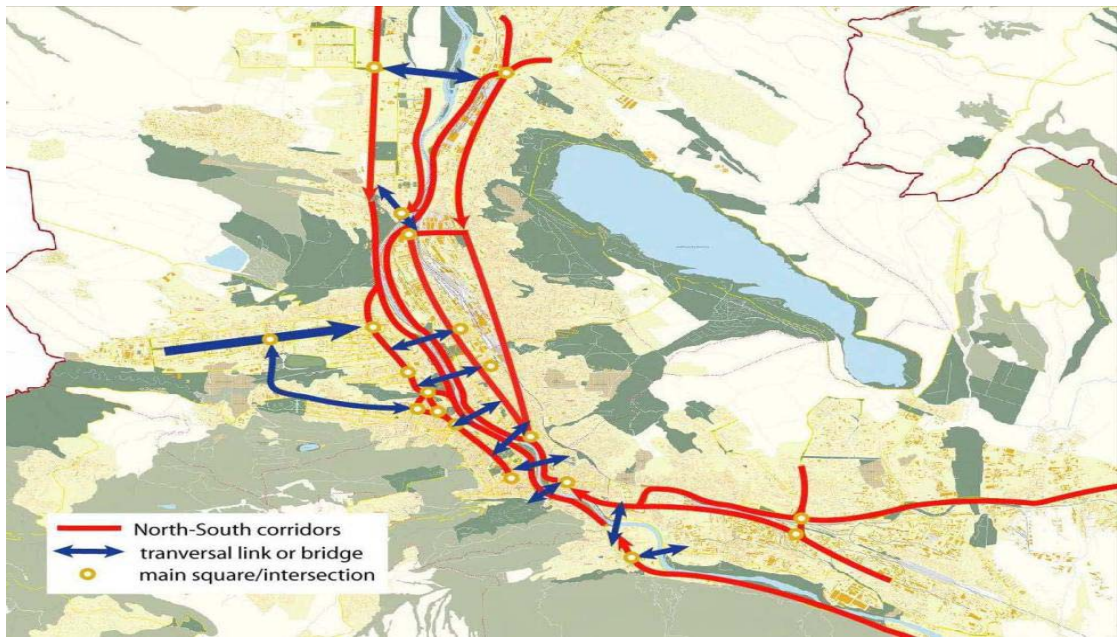 North-South corridors
tranversal link or bridge
main square/intersection